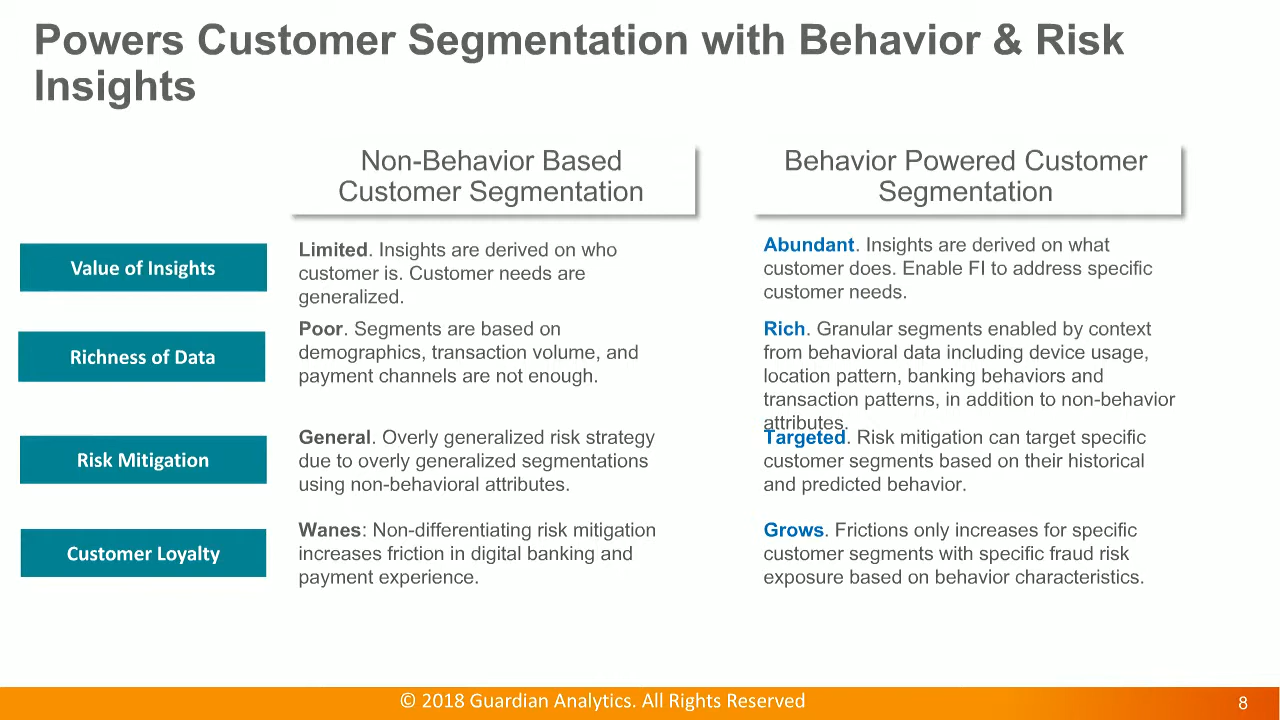 Powers Customer Segmentation with Behavior & Risk
Insights
Non-Behavior Based
Customer Segmentation
Behavior Powered Customer
Segmentation
Value of Insights
Limited. Insights are derived on who
customer is. Customer needs are
generalized.
Abundant. Insights are derived on what
customer does. Enable FI to address specific
customer needs.
Richness of Data
Poor. Segments are based on
demographics, transaction volume, and
payment channels are not enough.
Rich. Granular segments enabled by context
from behavioral data including device usage,
location pattern, banking behaviors and
transaction patterns, in addition to non-behavior
attributes.
Risk Mitigation
General. Overly generalized risk strategy
due to overly generalized segmentations
using non-behavioral attributes.
Targeted. Risk mitigation can target specific
customer segments based on their historical
and predicted behavior.
Customer Loyalty
Wanes: Non-differentiating risk mitigation
increases friction in digital banking and
payment experience.
Grows. Frictions only increases for specific
customer segments with specific fraud risk
exposure based on behavior characteristics.
© 2018 Guardian Analytics. All Rights Reserved
8